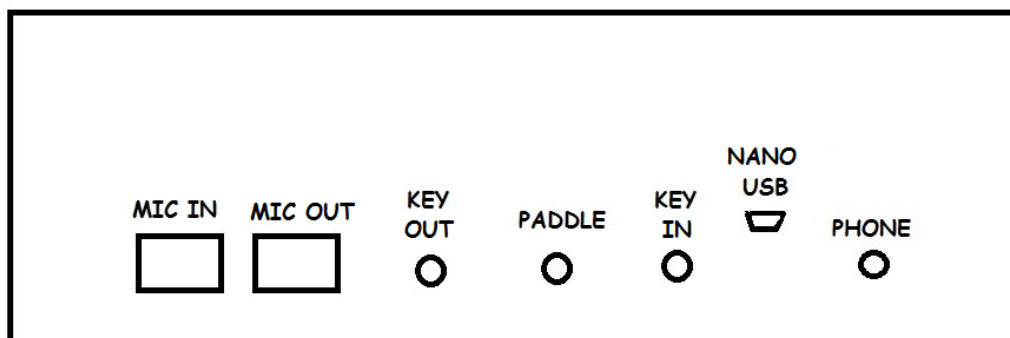 MIC IN
MIC OUT
KEY
OUT
PADDLE
KEY
IN
NANO
USB
PHONE